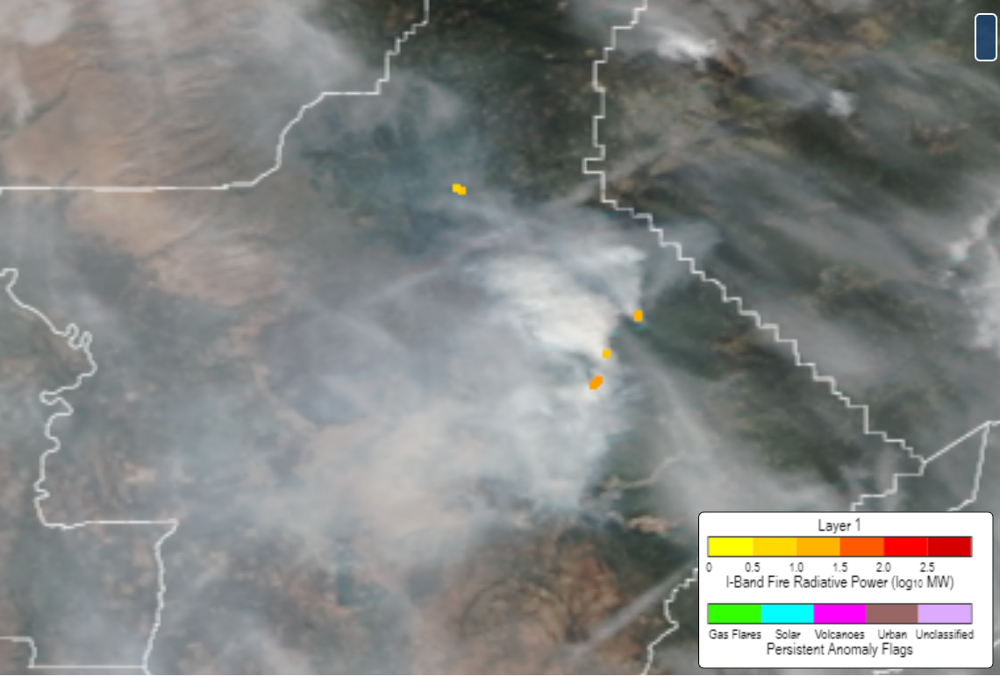 Layer 1
0 0.5 1.0 1.5 2.0 2.5
I-Band Fire Radiative Power (log₁₀ MW)
Gas Flares Solar Volcanoes Urban Unclassified
Persistent Anomaly Flags